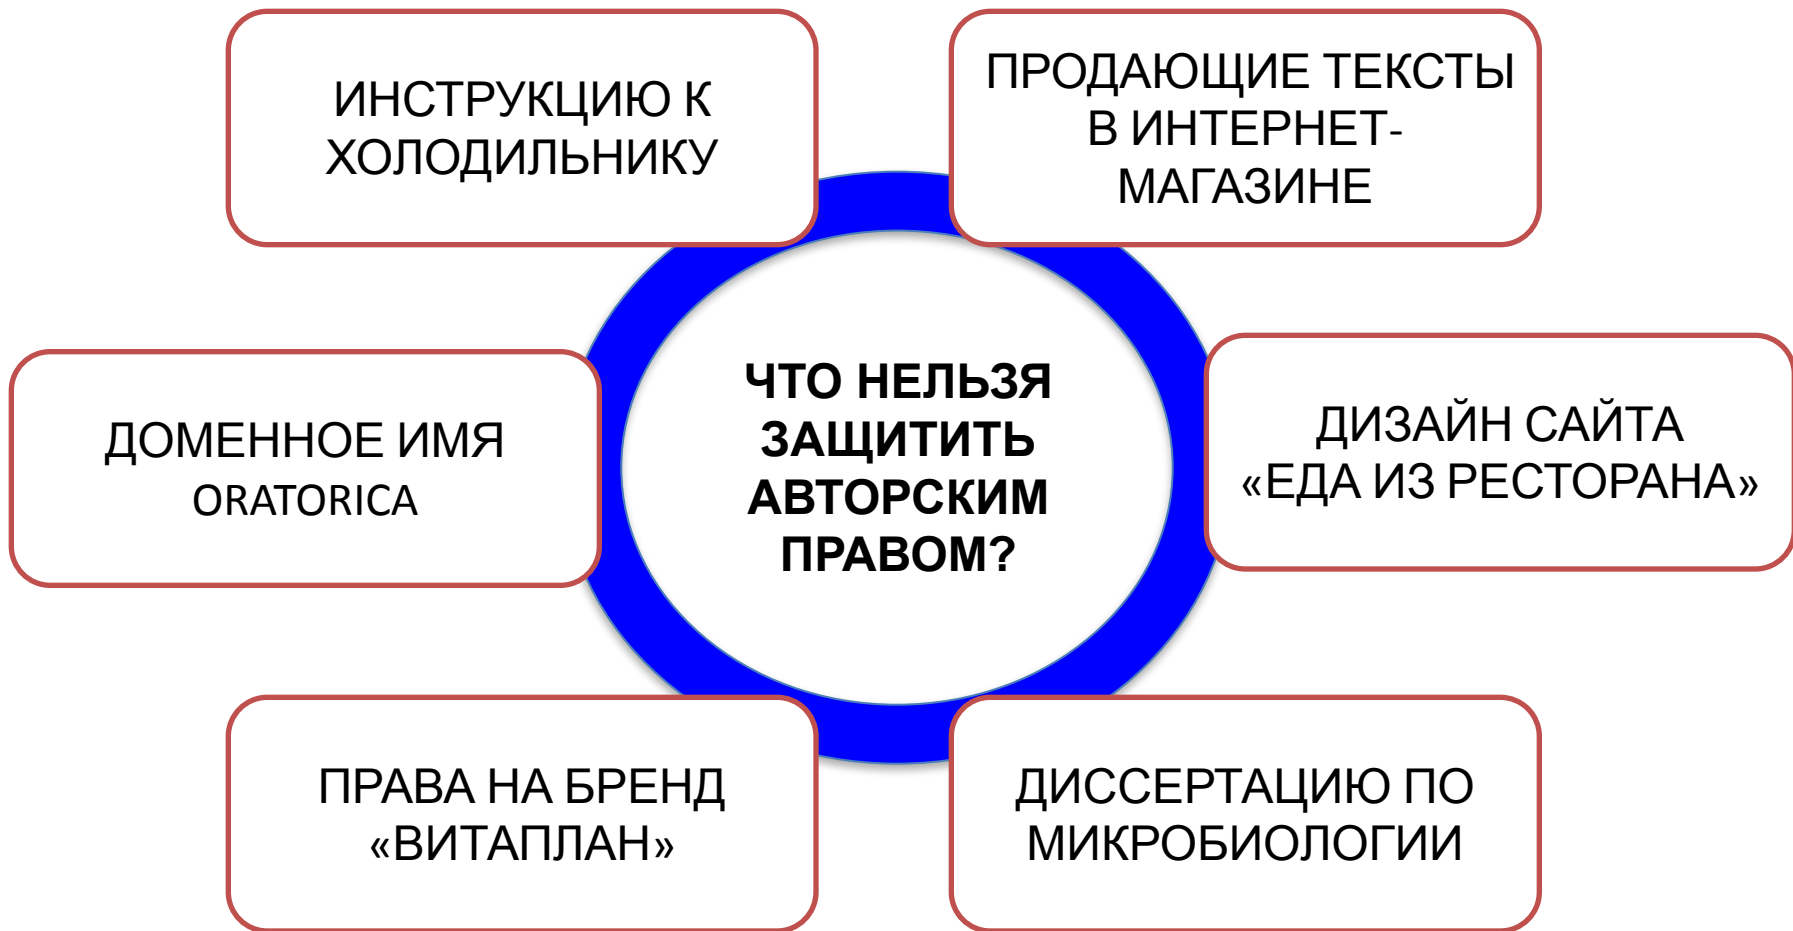 ИНСТРУКЦИЮ К
ХОЛОДИЛЬНИКУ
ПРОДАЮЩИЕ ТЕКСТЫ
В ИНТЕРНЕТ-
МАГАЗИНЕ
ЧТО НЕЛЬЗЯ
ЗАЩИТИТЬ
АВТОРСКИМ
ПРАВОМ?
ДОМЕННОЕ ИМЯ
ORATORICA
ДИЗАЙН САЙТА
«ЕДА ИЗ РЕСТОРАНА»
ПРАВА НА БРЕНД
«ВИТАПЛАН»
ДИССЕРТАЦИЮ ПО
МИКРОБИОЛОГИИ